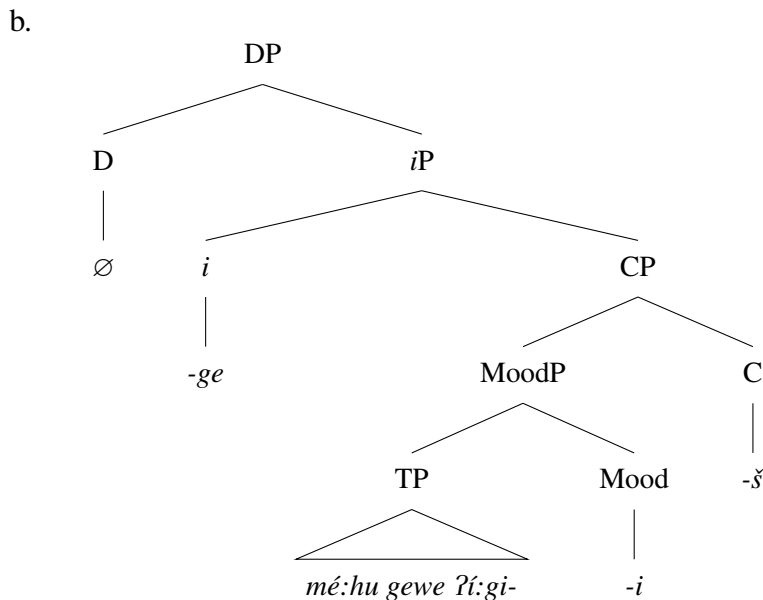 b.
DP
D iP
∅ i CP
-ge MoodP C
TP Mood -š
mé:hu gewe ʔí:gi- -i